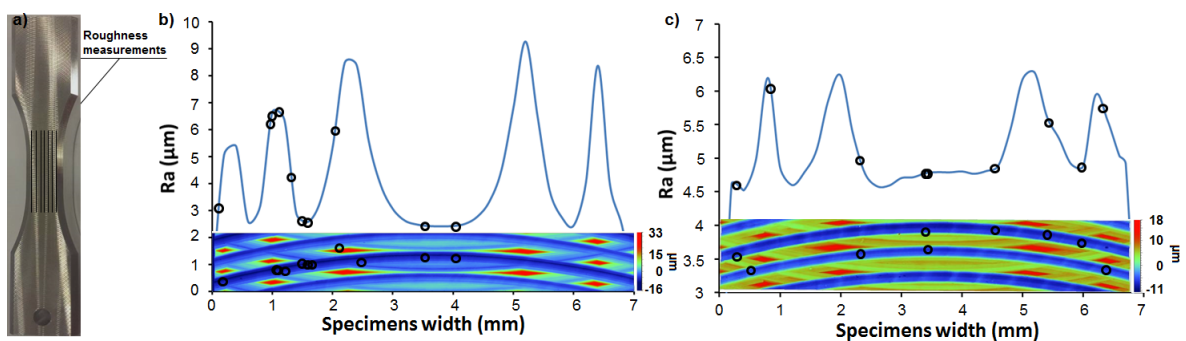 a)
Roughness
measurements
b)
10
9
8
7
6
5
4
3
2
1
0
Ra (μm)
0 1 2 3 4 5 6 7
Specimens width (mm)
33
15
0
-16
μm
c)
7
6.5
6
5.5
5
4.5
4
3.5
3
Ra (μm)
0 1 2 3 4 5 6 7
Specimens width (mm)
18
10
0
-11
μm